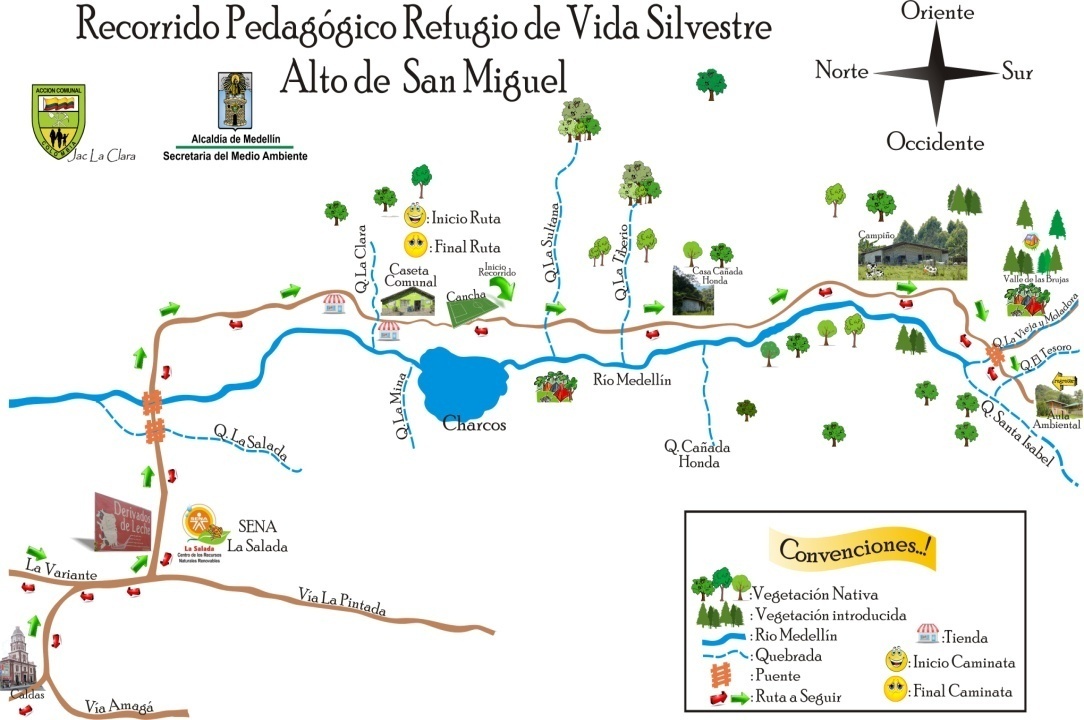 Recorrido Pedagógico Refugio de Vida Silvestre
Alto de San Miguel
Oriente
Norte
Sur
Occidente
ACCION COMUNAL
COLOMBIA
Jac La Clara
Alcaldía de Medellín
Secretaria del Medio Ambiente
:Inicio Ruta
:Final Ruta
Q. La Clara
Caseta
Comunal
Cancha
Inicio
Recorrido
Q. La Sultana
Q. La Tiberio
Casa Cañada
Honda
Campiño
Valle de las Brujas
Q. La Vieja y Moladora
Q. El Tesoro
Aula
Ambiental
Q. Santa Isabel
Río Medellín
Q. La Mina
Charcos
Q. Cañada
Honda
Q. La Salada
Derivados
de Leche
La Salada
Centro de los Recursos
Naturales Renovables
SENA
La Salada
La Variante
Vía La Pintada
Caldas
Vía Amagá
Convenciones...!
:Vegetación Nativa
: Vegetación introducida
:Rio Medellín
: Quebrada
: Puente
: Ruta a Seguir
:Tienda
: Inicio Caminata
: Final Caminata